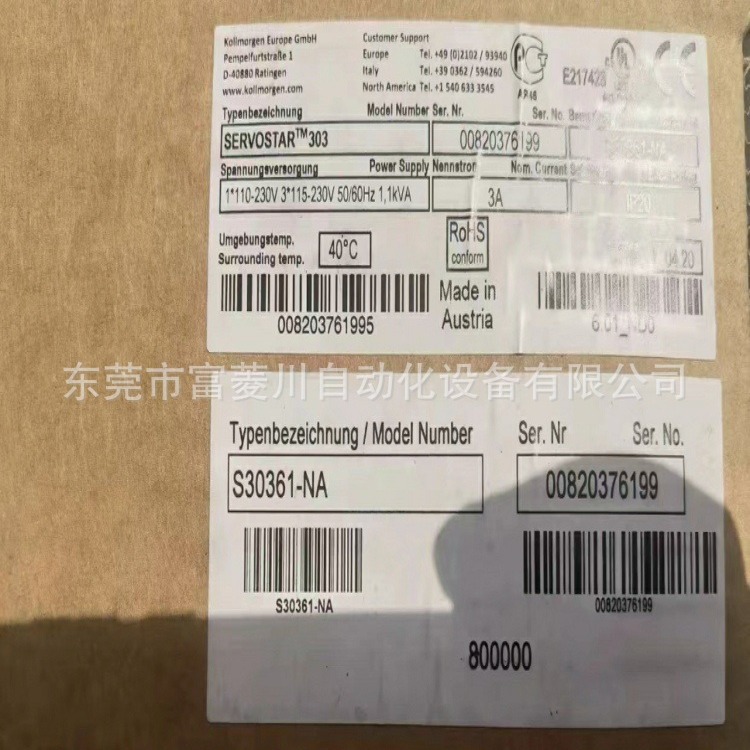 Kollmorgen Europe GmbH
Pempelfurtstraße 1
D-40880 Ratingen
www.kollmorgen.com
Customer Support
Europe Tel. +49 (0)2102 / 93940
Italy Tel. +39 0362 / 594260
North America Tel. +1 540 633 3545
AP46
E217428
UL
CE
Typenbezeichnung Model Number
SERVOSTAR™303
Ser. Nr. Ser. No.
00820376199
Spannungsversorgung Power Supply
1*110-230V 3*115-230V 50/60Hz 1,1kVA
Nennstrom Nom. Current
3A
IP20
Umgebungstemp.
Surrounding temp.
40°C
RoHS
conform
04.20
008203761995
Made in
Austria
东莞市富菱川自动化设备有限公司
Typenbezeichnung / Model Number
S30361-NA
Ser. Nr Ser. No.
00820376199
S30361-NA
00820376199
800000